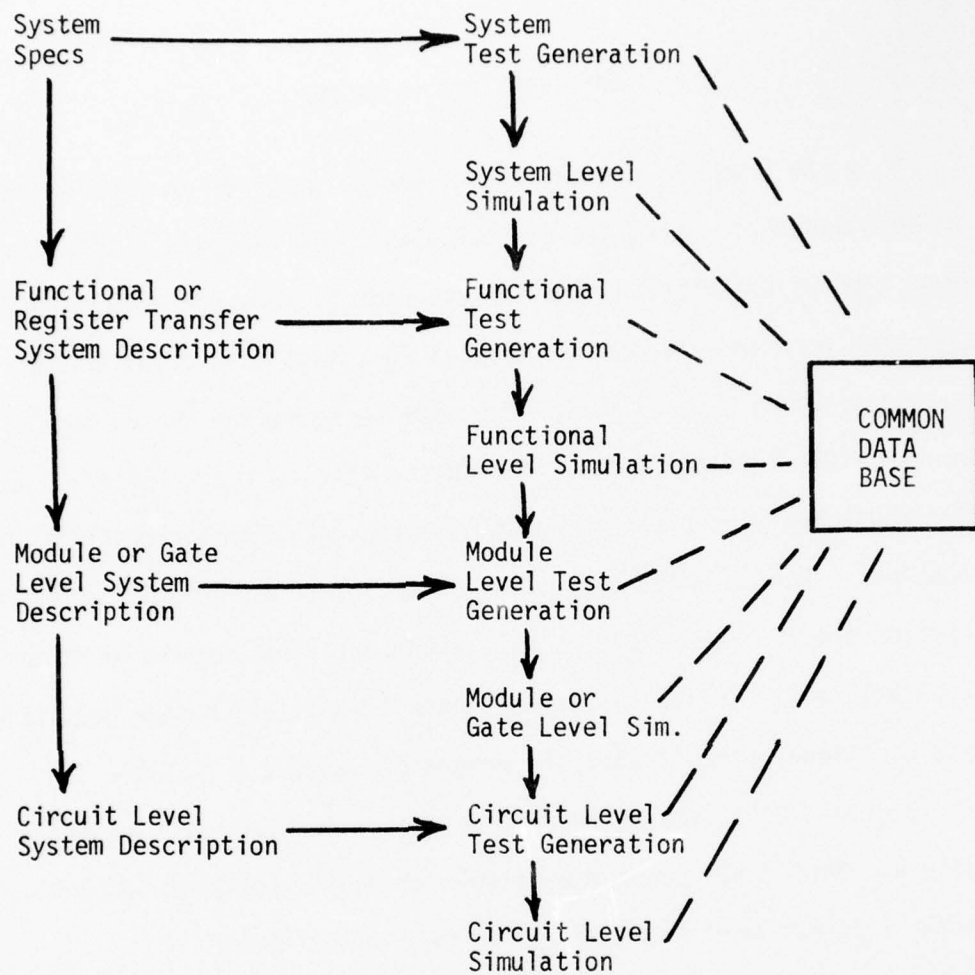 System
Specs
System
Test Generation
System Level
Simulation
Functional or
Register Transfer
System Description
Functional
Test
Generation
COMMON
DATA
BASE
Functional
Level Simulation
Module or Gate
Level System
Description
Module
Level Test
Generation
Module or
Gate Level Sim.
Circuit Level
System Description
Circuit Level
Test Generation
Circuit Level
Simulation